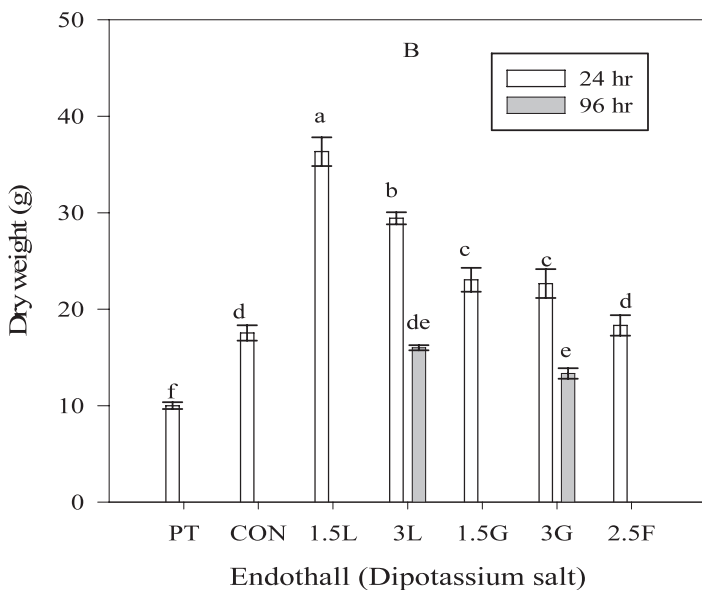 50
B
24 hr
96 hr
40
a
30
b
c
c
20
d
de
d
e
10
f
0
Dry weight (g)
PT CON 1.5L 3L 1.5G 3G 2.5F
Endothall (Dipotassium salt)